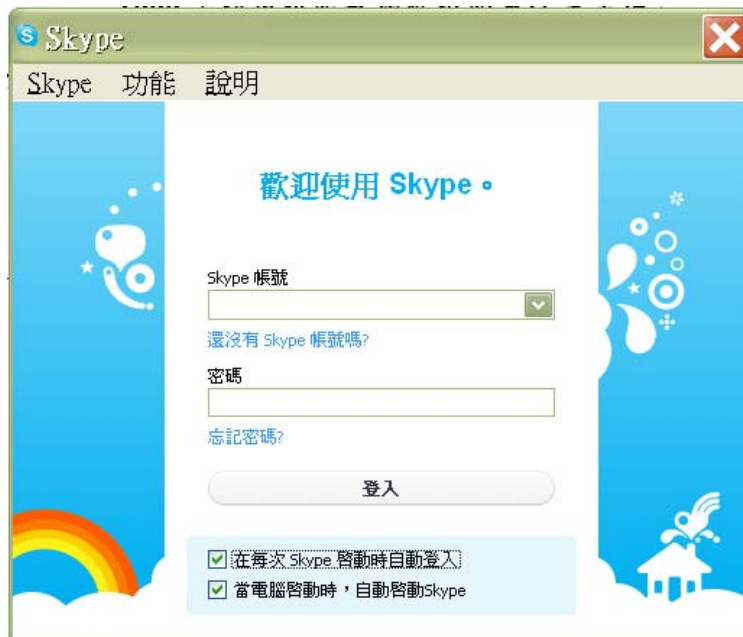 Skype
Skype 功能 說明
歡迎使用 Skype。
Skype 帳號
還沒有 Skype 帳號嗎?
密碼
忘記密碼?
登入
在每次 Skype 啓動時自動登入
當電腦啓動時，自動啓動Skype